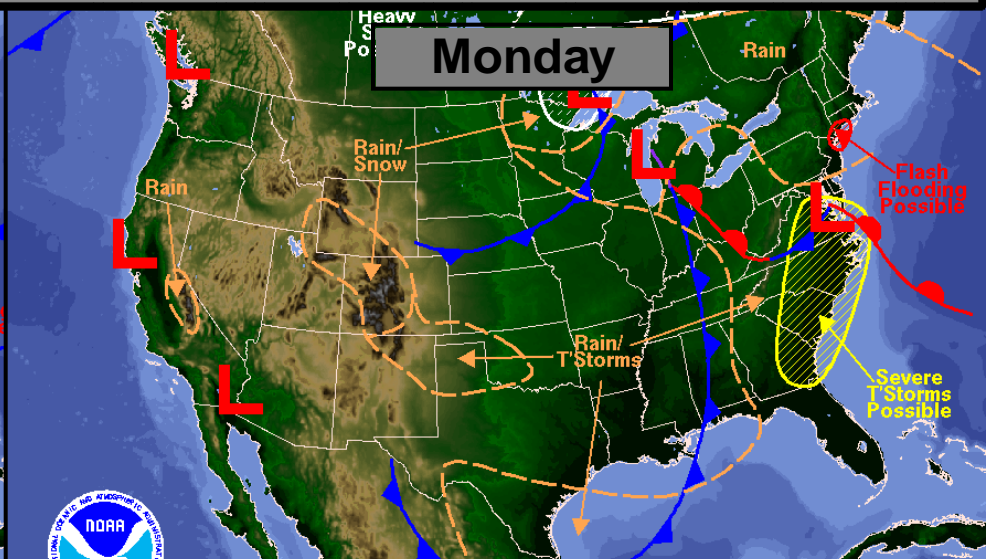 Heavy
Monday
Rain
Rain/
Snow
Rain
Flash
Flooding
Possible
Rain/
T'Storms
Severe
T'Storms
Possible
NOAA